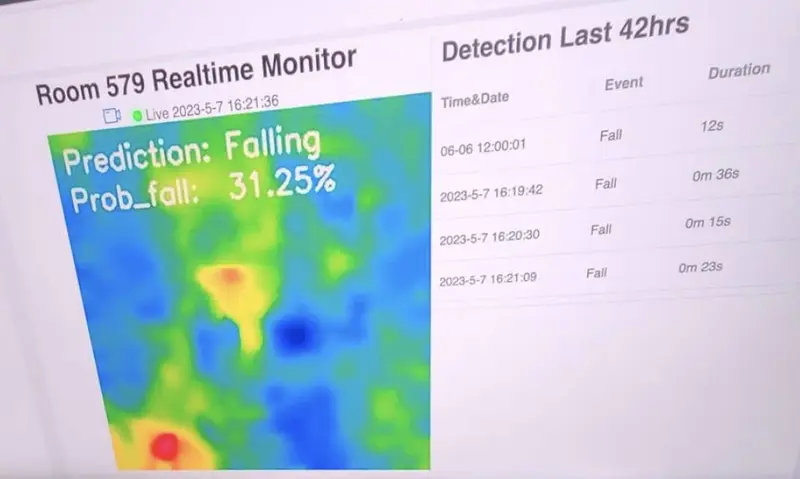 Room 579 Realtime Monitor
Live 2023-5-7 16:21:36
Prediction: Falling
Prob_fall: 31.25%
Detection Last 42hrs
Time&Date Event Duration
06-06 12:00:01 Fall 12s
2023-5-7 16:19:42 Fall 0m 36s
2023-5-7 16:20:30 Fall 0m 15s
2023-5-7 16:21:09 Fall 0m 23s